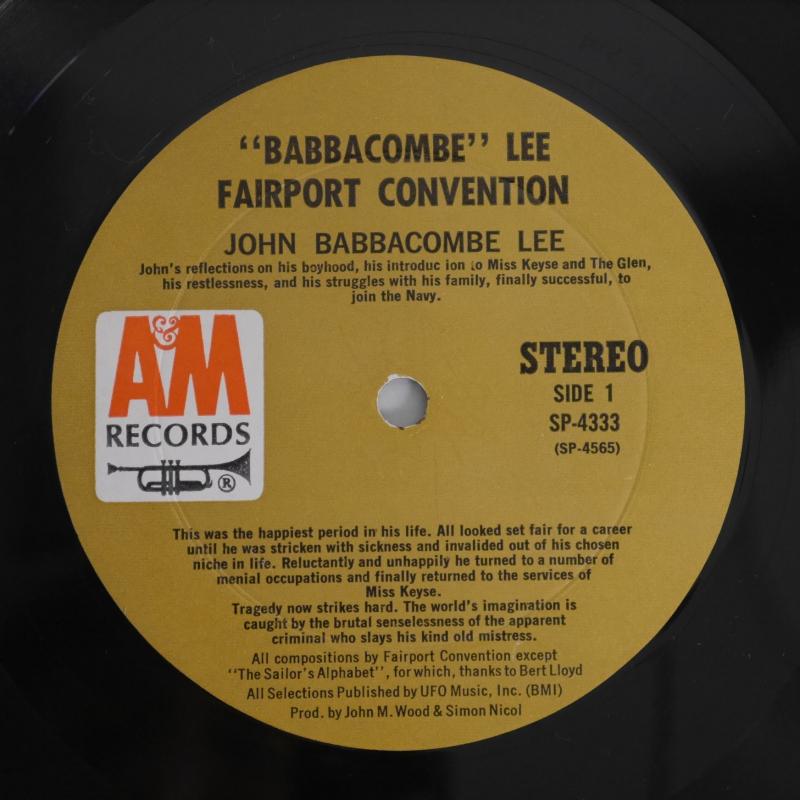 “BABBACOMBE” LEE
FAIRPORT CONVENTION
JOHN BABBACOMBE LEE
John's reflections on his boyhood, his introduc ion to Miss Keyse and The Glen,
his restlessness, and his struggles with his family, finally successful, to
join the Navy.
A&M
RECORDS
®
STEREO
SIDE 1
SP-4333
(SP-4565)
This was the happiest period in his life. All looked set fair for a career
until he was stricken with sickness and invalided out of his chosen
niche in life. Reluctantly and unhappily he turned to a number of
menial occupations and finally returned to the services of
Miss Keyse.
Tragedy now strikes hard. The world's imagination is
caught by the brutal senselessness of the apparent
criminal who slays his kind old mistress.
All compositions by Fairport Convention except
"The Sailor's Alphabet", for which, thanks to Bert Lloyd
All Selections Published by UFO Music, Inc. (BMI)
Prod. by John M. Wood & Simon Nicol